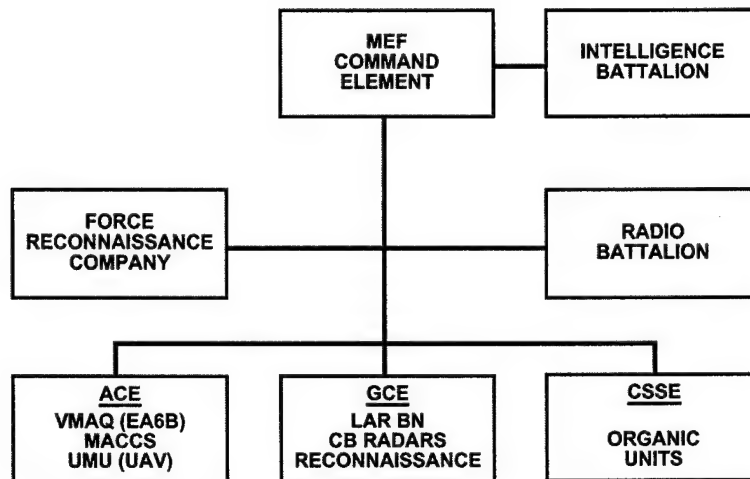 MEF
COMMAND
ELEMENT
INTELLIGENCE
BATTALION
FORCE
RECONNAISSANCE
COMPANY
RADIO
BATTALION
ACE
VMAQ (EA6B)
MACCS
UMU (UAV)
GCE
LAR BN
CB RADARS
RECONNAISSANCE
CSSE
ORGANIC
UNITS